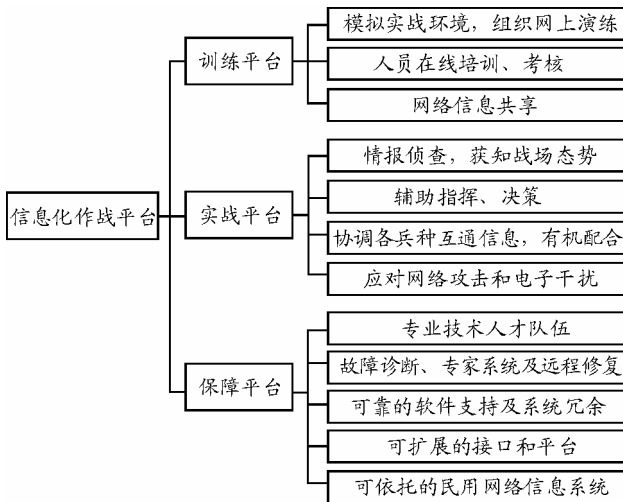 信息化作战平台
训练平台
模拟实战环境，组织网上演练
人员在线培训、考核
网络信息共享
实战平台
情报侦查，获知战场态势
辅助指挥、决策
协调各兵种互通信息，有机配合
应对网络攻击和电子干扰
保障平台
专业技术人才队伍
故障诊断、专家系统及远程修复
可靠的软件支持及系统冗余
可扩展的接口和平台
可依托的民用网络信息系统